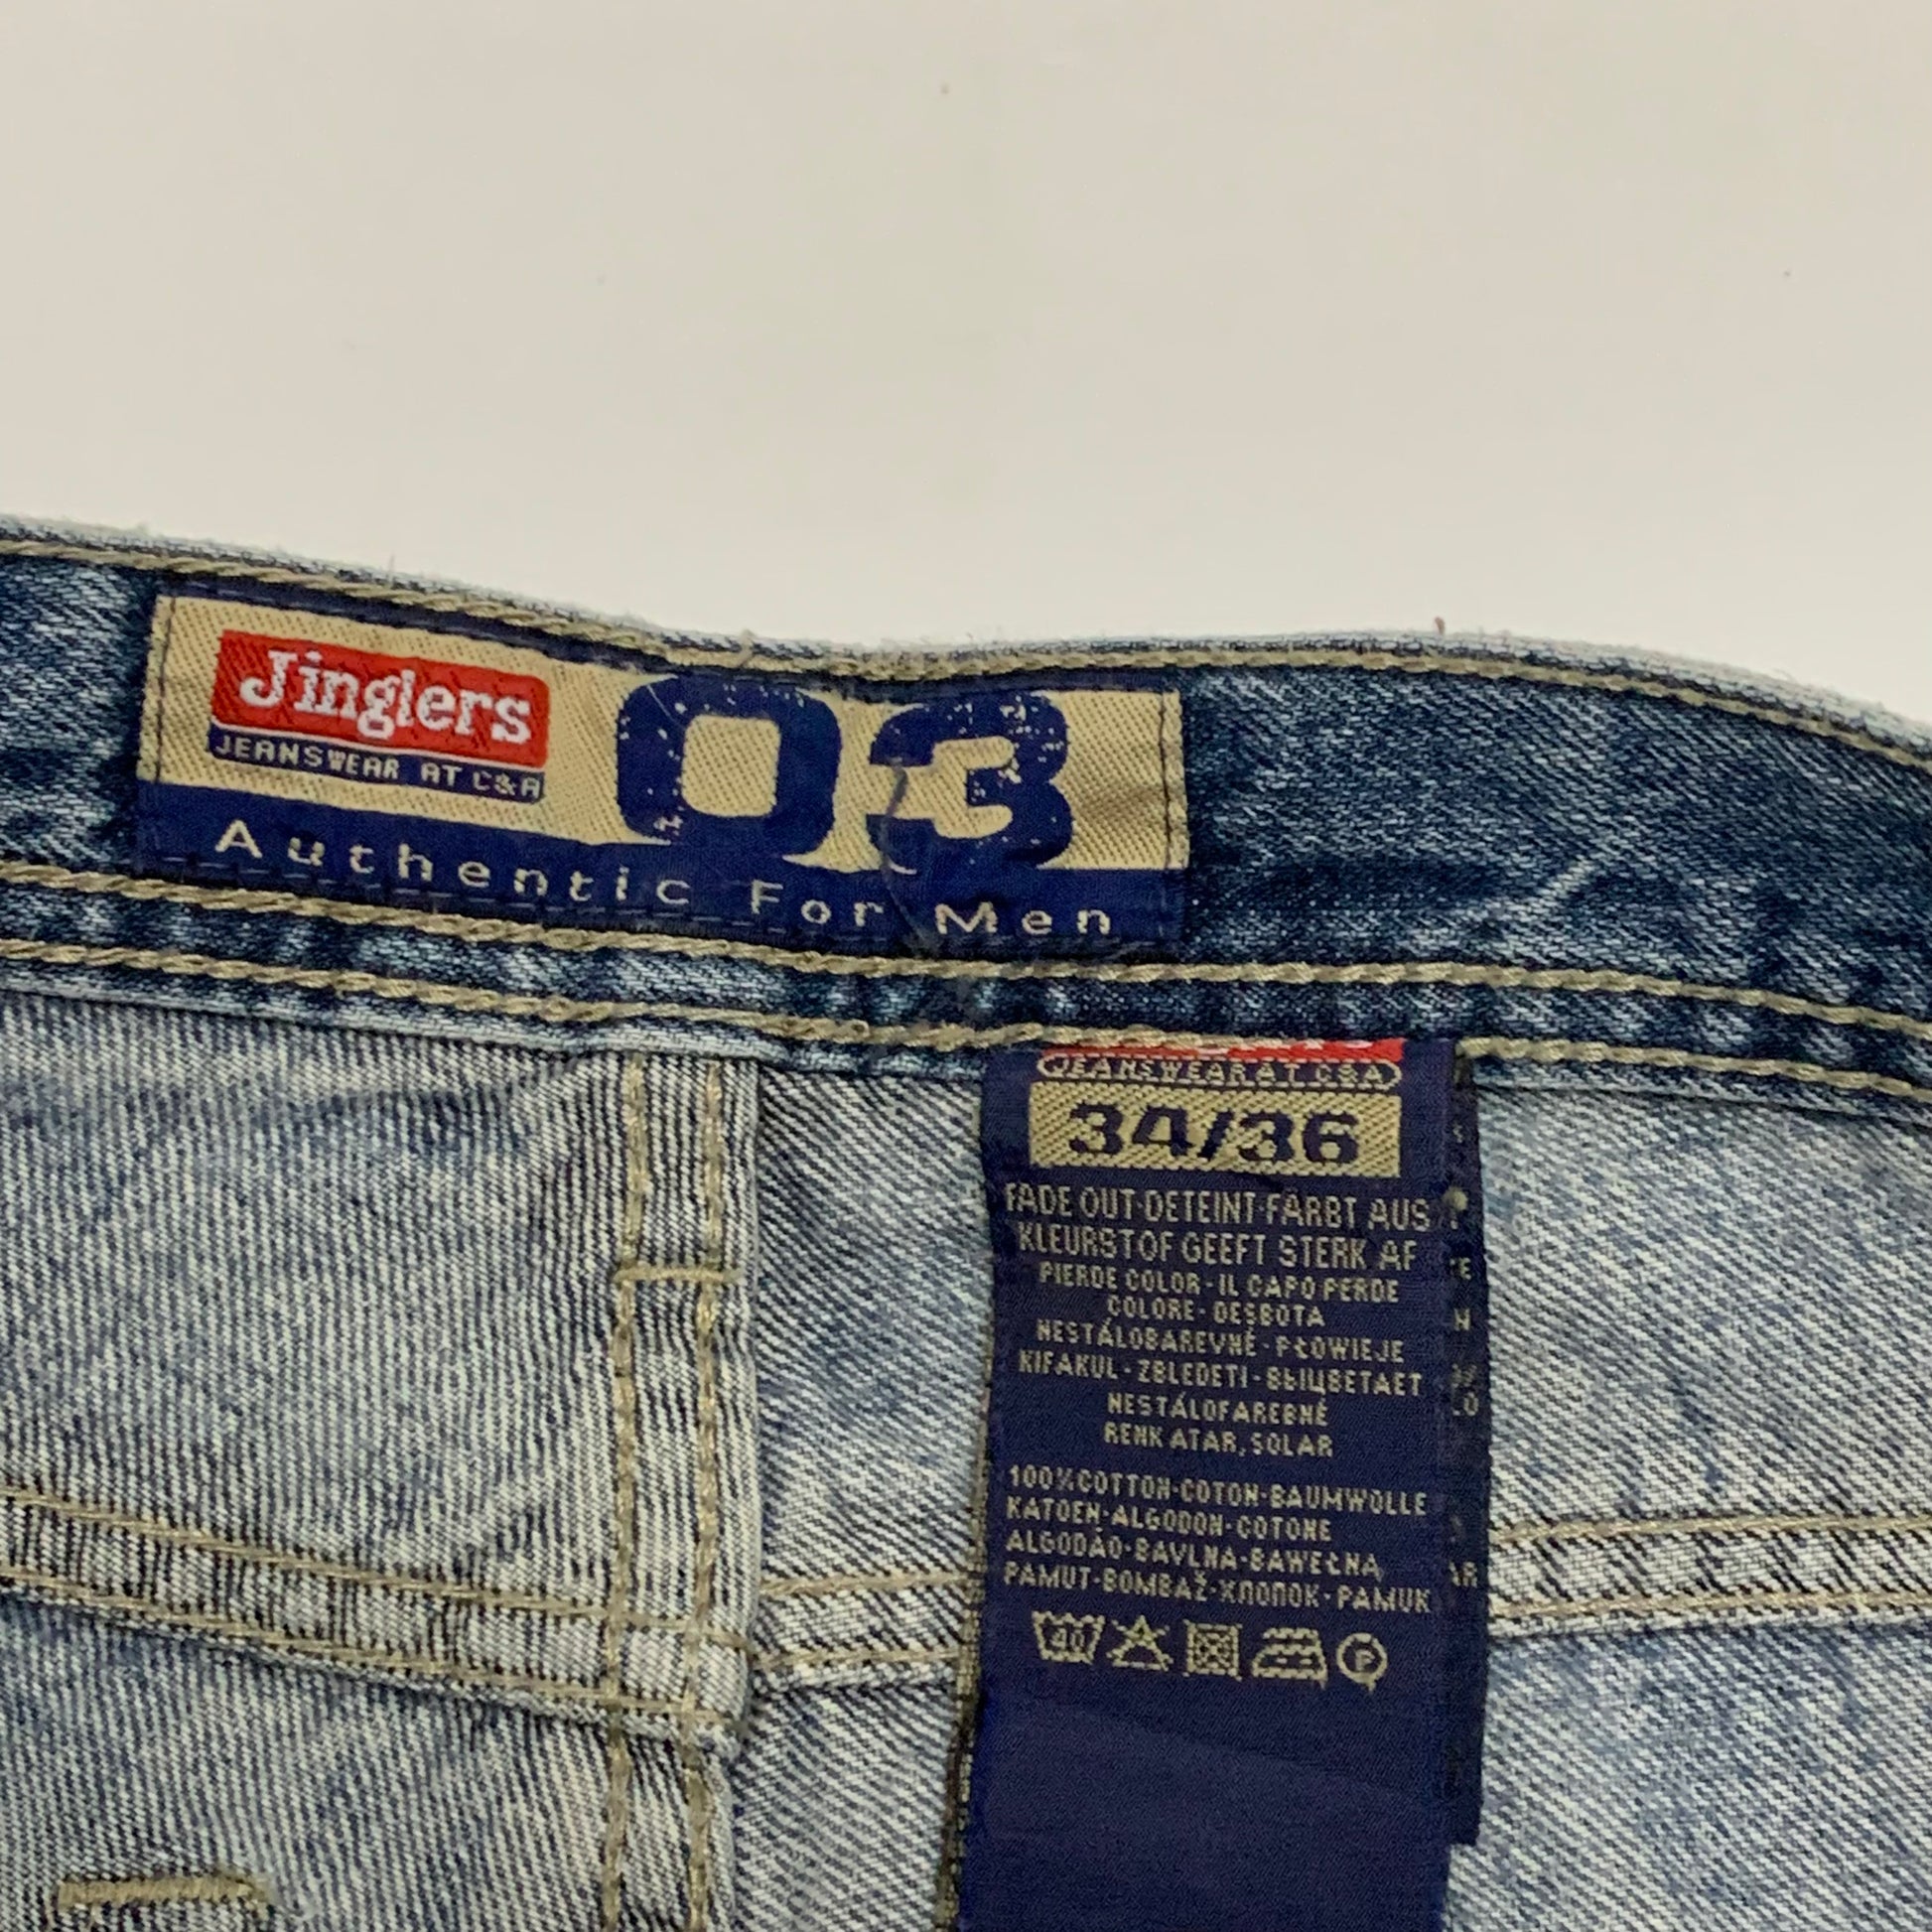 Jinglers
JEANSWEAR AT C&A
03
Authentic For Men
JEANSWEAR AT C&A
34/36
FADE OUT·DETEINT·FÄRBT AUS
KLEURSTOF GEEFT STERK AF
PIERDE COLOR·IL CAPO PERDE
COLORE·DESBOTA
NESTÁLOBAREVNÉ·PŁOWIEJE
KIFAKUL·ZBLEDETI·ВЫЦВЕТАЕТ
NESTÁLOFAREBNÉ
RENK ATAR, SOLAR
100%COTTON·COTON·BAUMWOLLE
KATOEN·ALGODON·COTONE
ALGODÃO·BAVLNA·BAWEŁNA
PAMUT·BOMBAŽ·ХЛОПОК·PAMUK
40
P